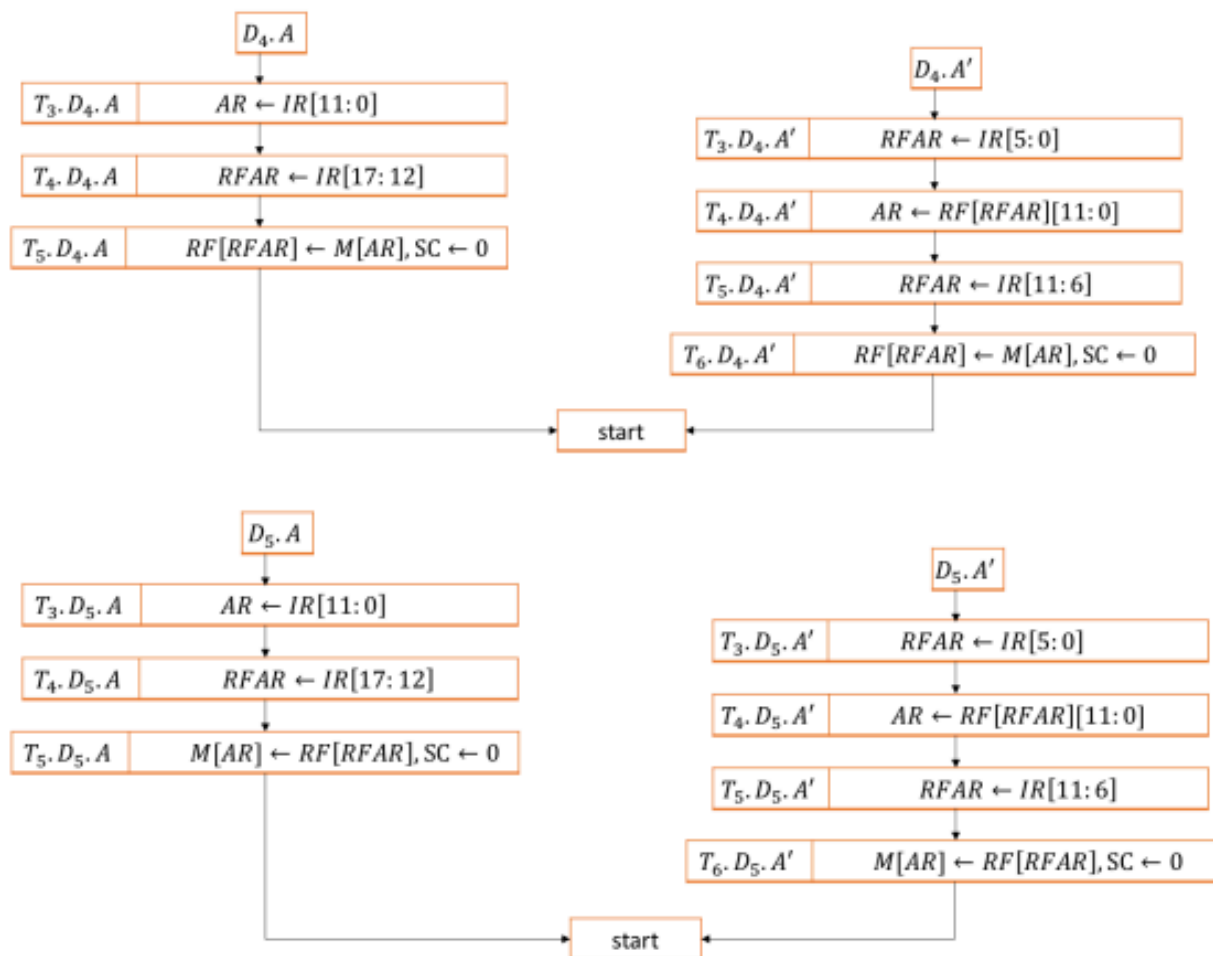 D₄. A
T₃. D₄. A AR ← IR[11: 0]
T₄. D₄. A RFAR ← IR[17: 12]
T₅. D₄. A RF[RFAR] ← M[AR], SC ← 0
D₄. A′
T₃. D₄. A′ RFAR ← IR[5: 0]
T₄. D₄. A′ AR ← RF[RFAR][11: 0]
T₅. D₄. A′ RFAR ← IR[11: 6]
T₆. D₄. A′ RF[RFAR] ← M[AR], SC ← 0
start
D₅. A
T₃. D₅. A AR ← IR[11: 0]
T₄. D₅. A RFAR ← IR[17: 12]
T₅. D₅. A M[AR] ← RF[RFAR], SC ← 0
D₅. A′
T₃. D₅. A′ RFAR ← IR[5: 0]
T₄. D₅. A′ AR ← RF[RFAR][11: 0]
T₅. D₅. A′ RFAR ← IR[11: 6]
T₆. D₅. A′ M[AR] ← RF[RFAR], SC ← 0
start